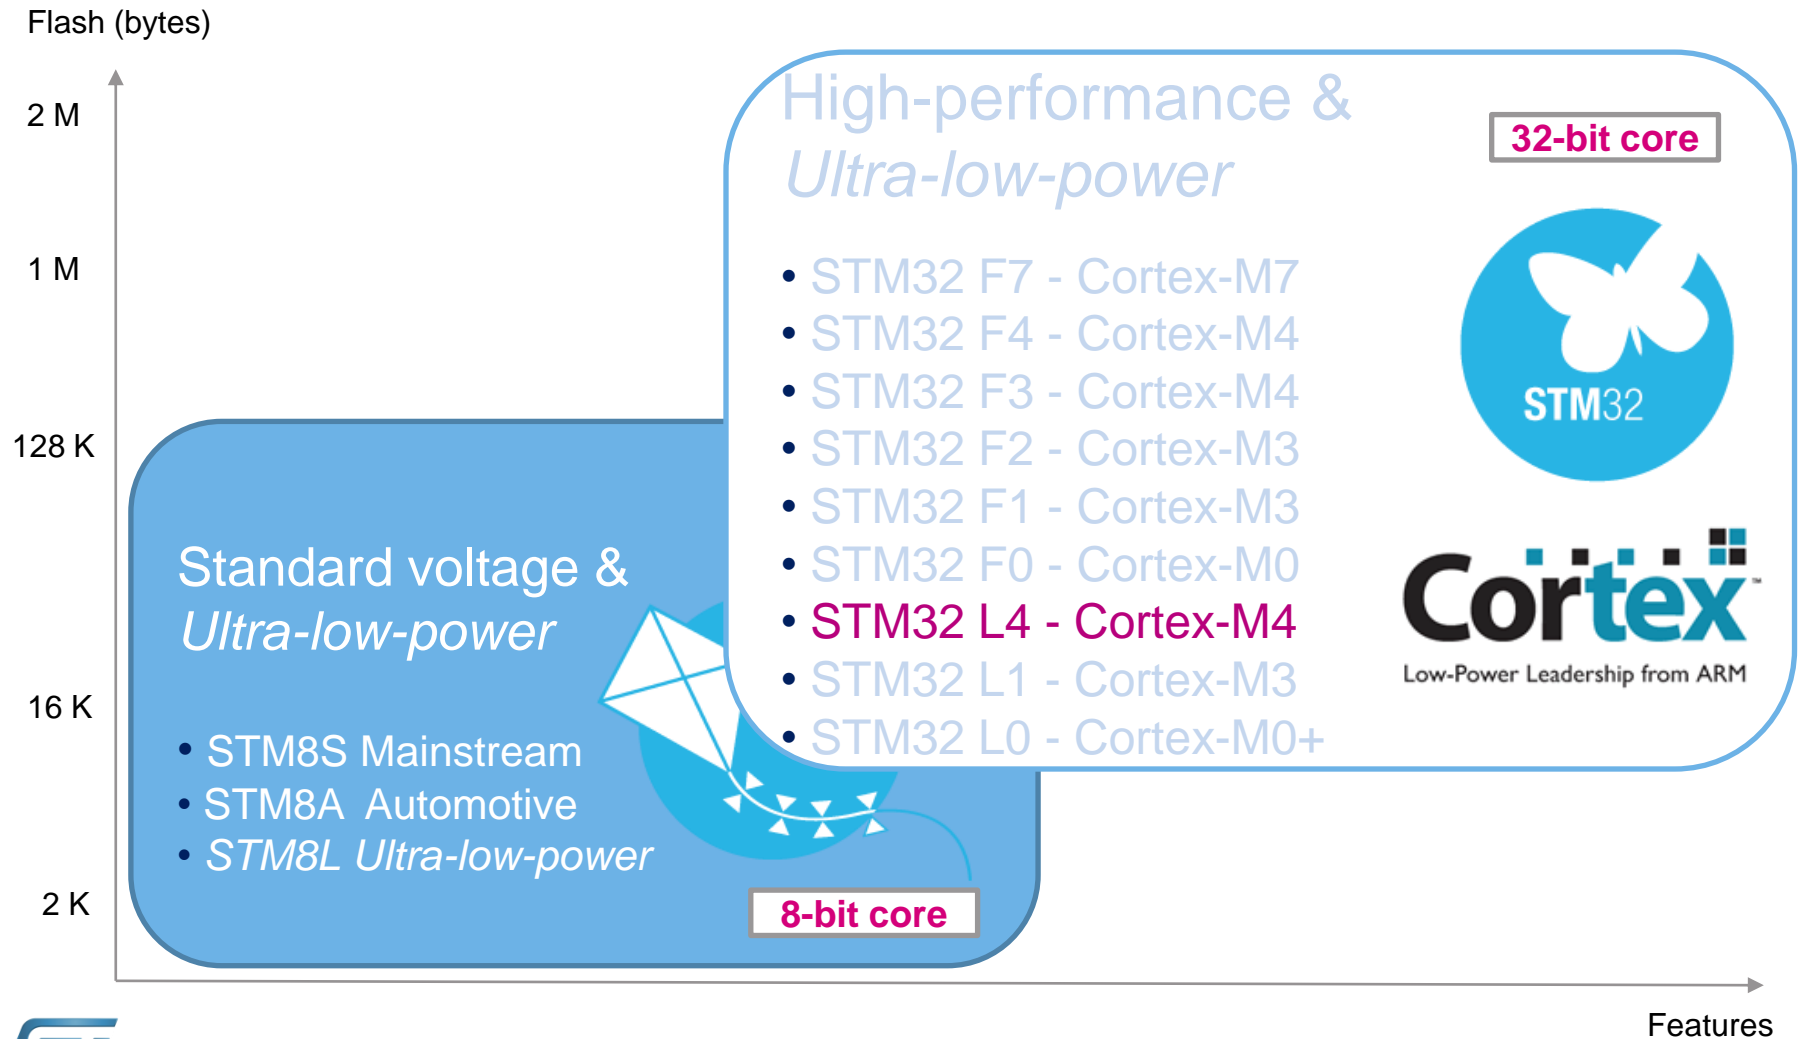 Flash (bytes)
2 M
1 M
128 K
16 K
2 K
High-performance &
Ultra-low-power
32-bit core
• STM32 F7 - Cortex-M7
• STM32 F4 - Cortex-M4
• STM32 F3 - Cortex-M4
• STM32 F2 - Cortex-M3
• STM32 F1 - Cortex-M3
• STM32 F0 - Cortex-M0
• STM32 L4 - Cortex-M4
• STM32 L1 - Cortex-M3
• STM32 L0 - Cortex-M0+
STM32
Cortex™
Low-Power Leadership from ARM
Standard voltage &
Ultra-low-power
• STM8S Mainstream
• STM8A Automotive
• STM8L Ultra-low-power
8-bit core
Features